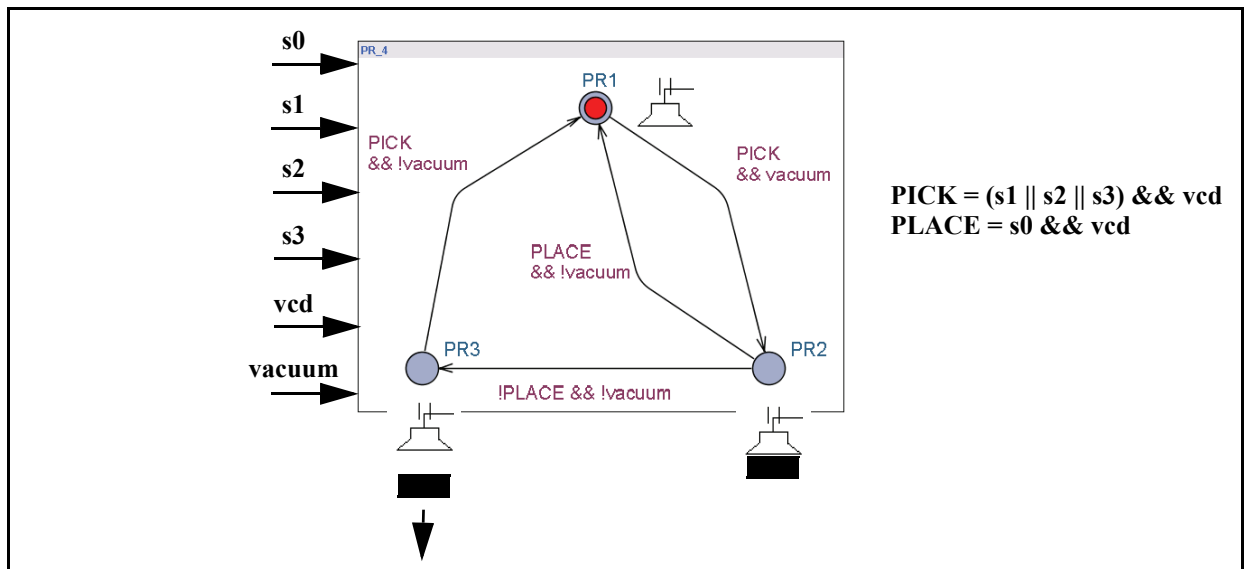 s0
PR_4
PR1
s1
PICK
&& !vacuum
PICK
&& vacuum
s2
PICK = (s1 || s2 || s3) && vcd
PLACE = s0 && vcd
s3
PLACE
&& !vacuum
vcd
PR3
PR2
vacuum
!PLACE && !vacuum